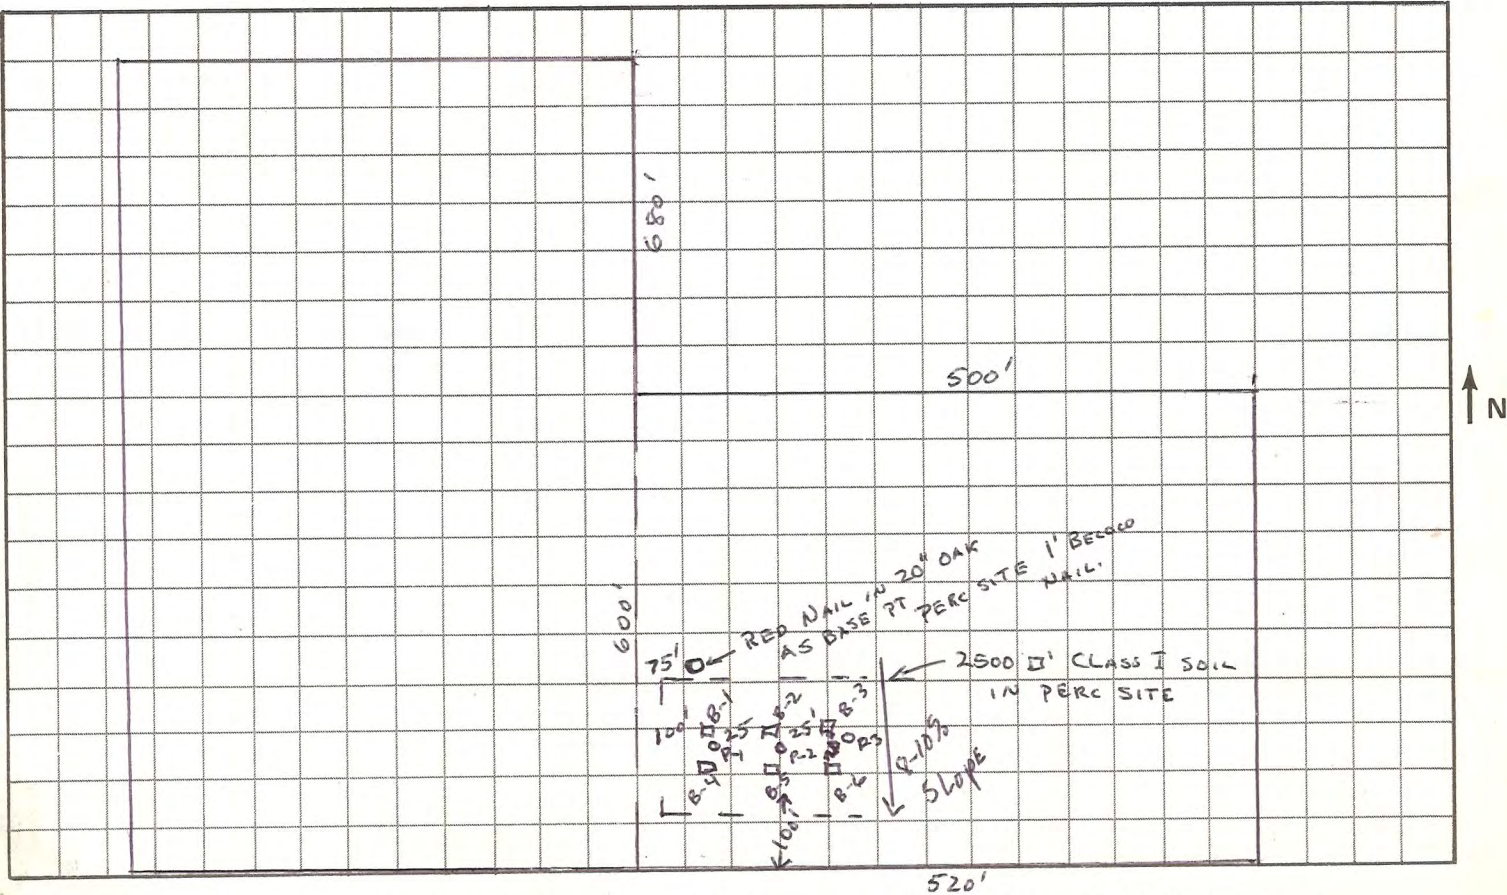 680'
500'
N
600'
RED NAIL IN 20" OAK
AS BASE PT PERC SITE 1' BELOW
NAIL.
75'
2500 □' CLASS I SOIL
IN PERC SITE
B-1
B-2
B-3
100'
25'
25'
P-1
P-2
P-3
B-4
B-5
B-6
8-10%
SLOPE
100'
520'